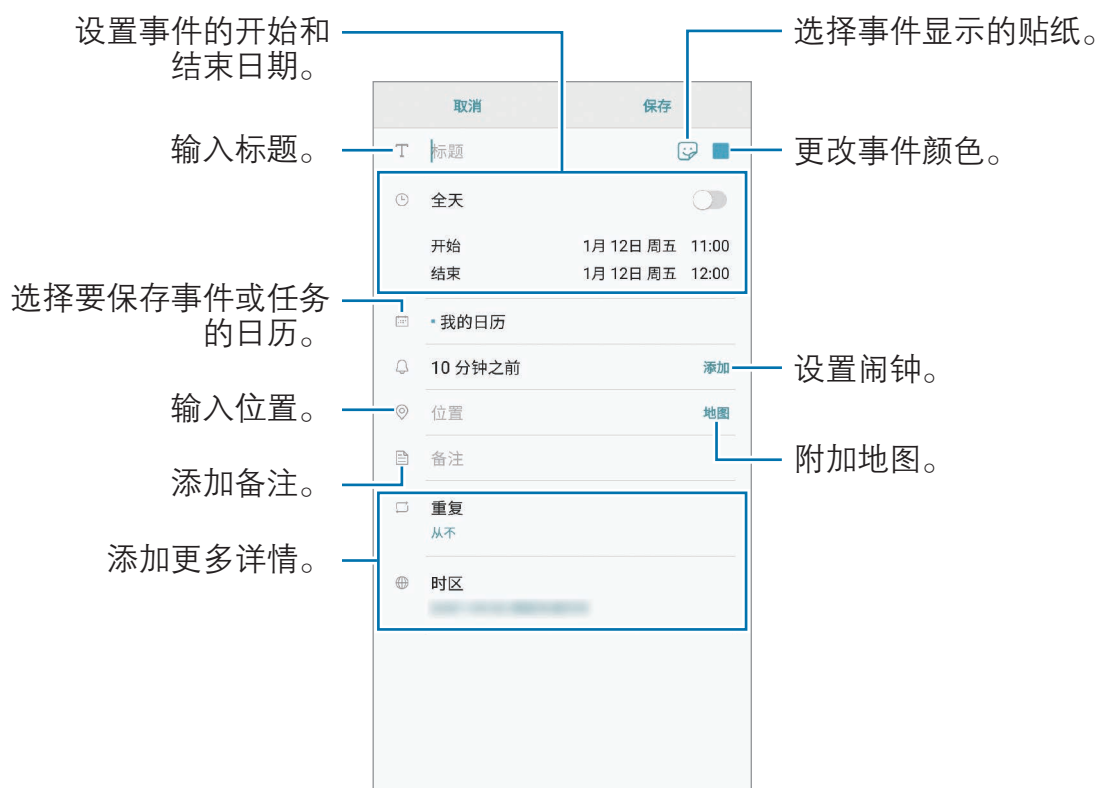 设置事件的开始和
结束日期。
选择事件显示的贴纸。
取消
保存
输入标题。
标题
更改事件颜色。
全天
开始 1月 12日 周五 11:00
结束 1月 12日 周五 12:00
选择要保存事件或任务
的日历。
我的日历
10 分钟之前
添加
设置闹钟。
输入位置。
位置
地图
附加地图。
备注
添加备注。
重复
从不
添加更多详情。
时区